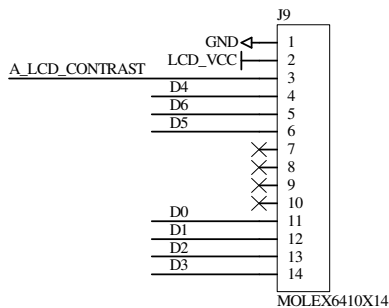 J9
GND 1
LCD_VCC 2
A_LCD_CONTRAST 3
D4 4
D6 5
D5 6
7
8
9
10
D0 11
D1 12
D2 13
D3 14
MOLEX6410X14